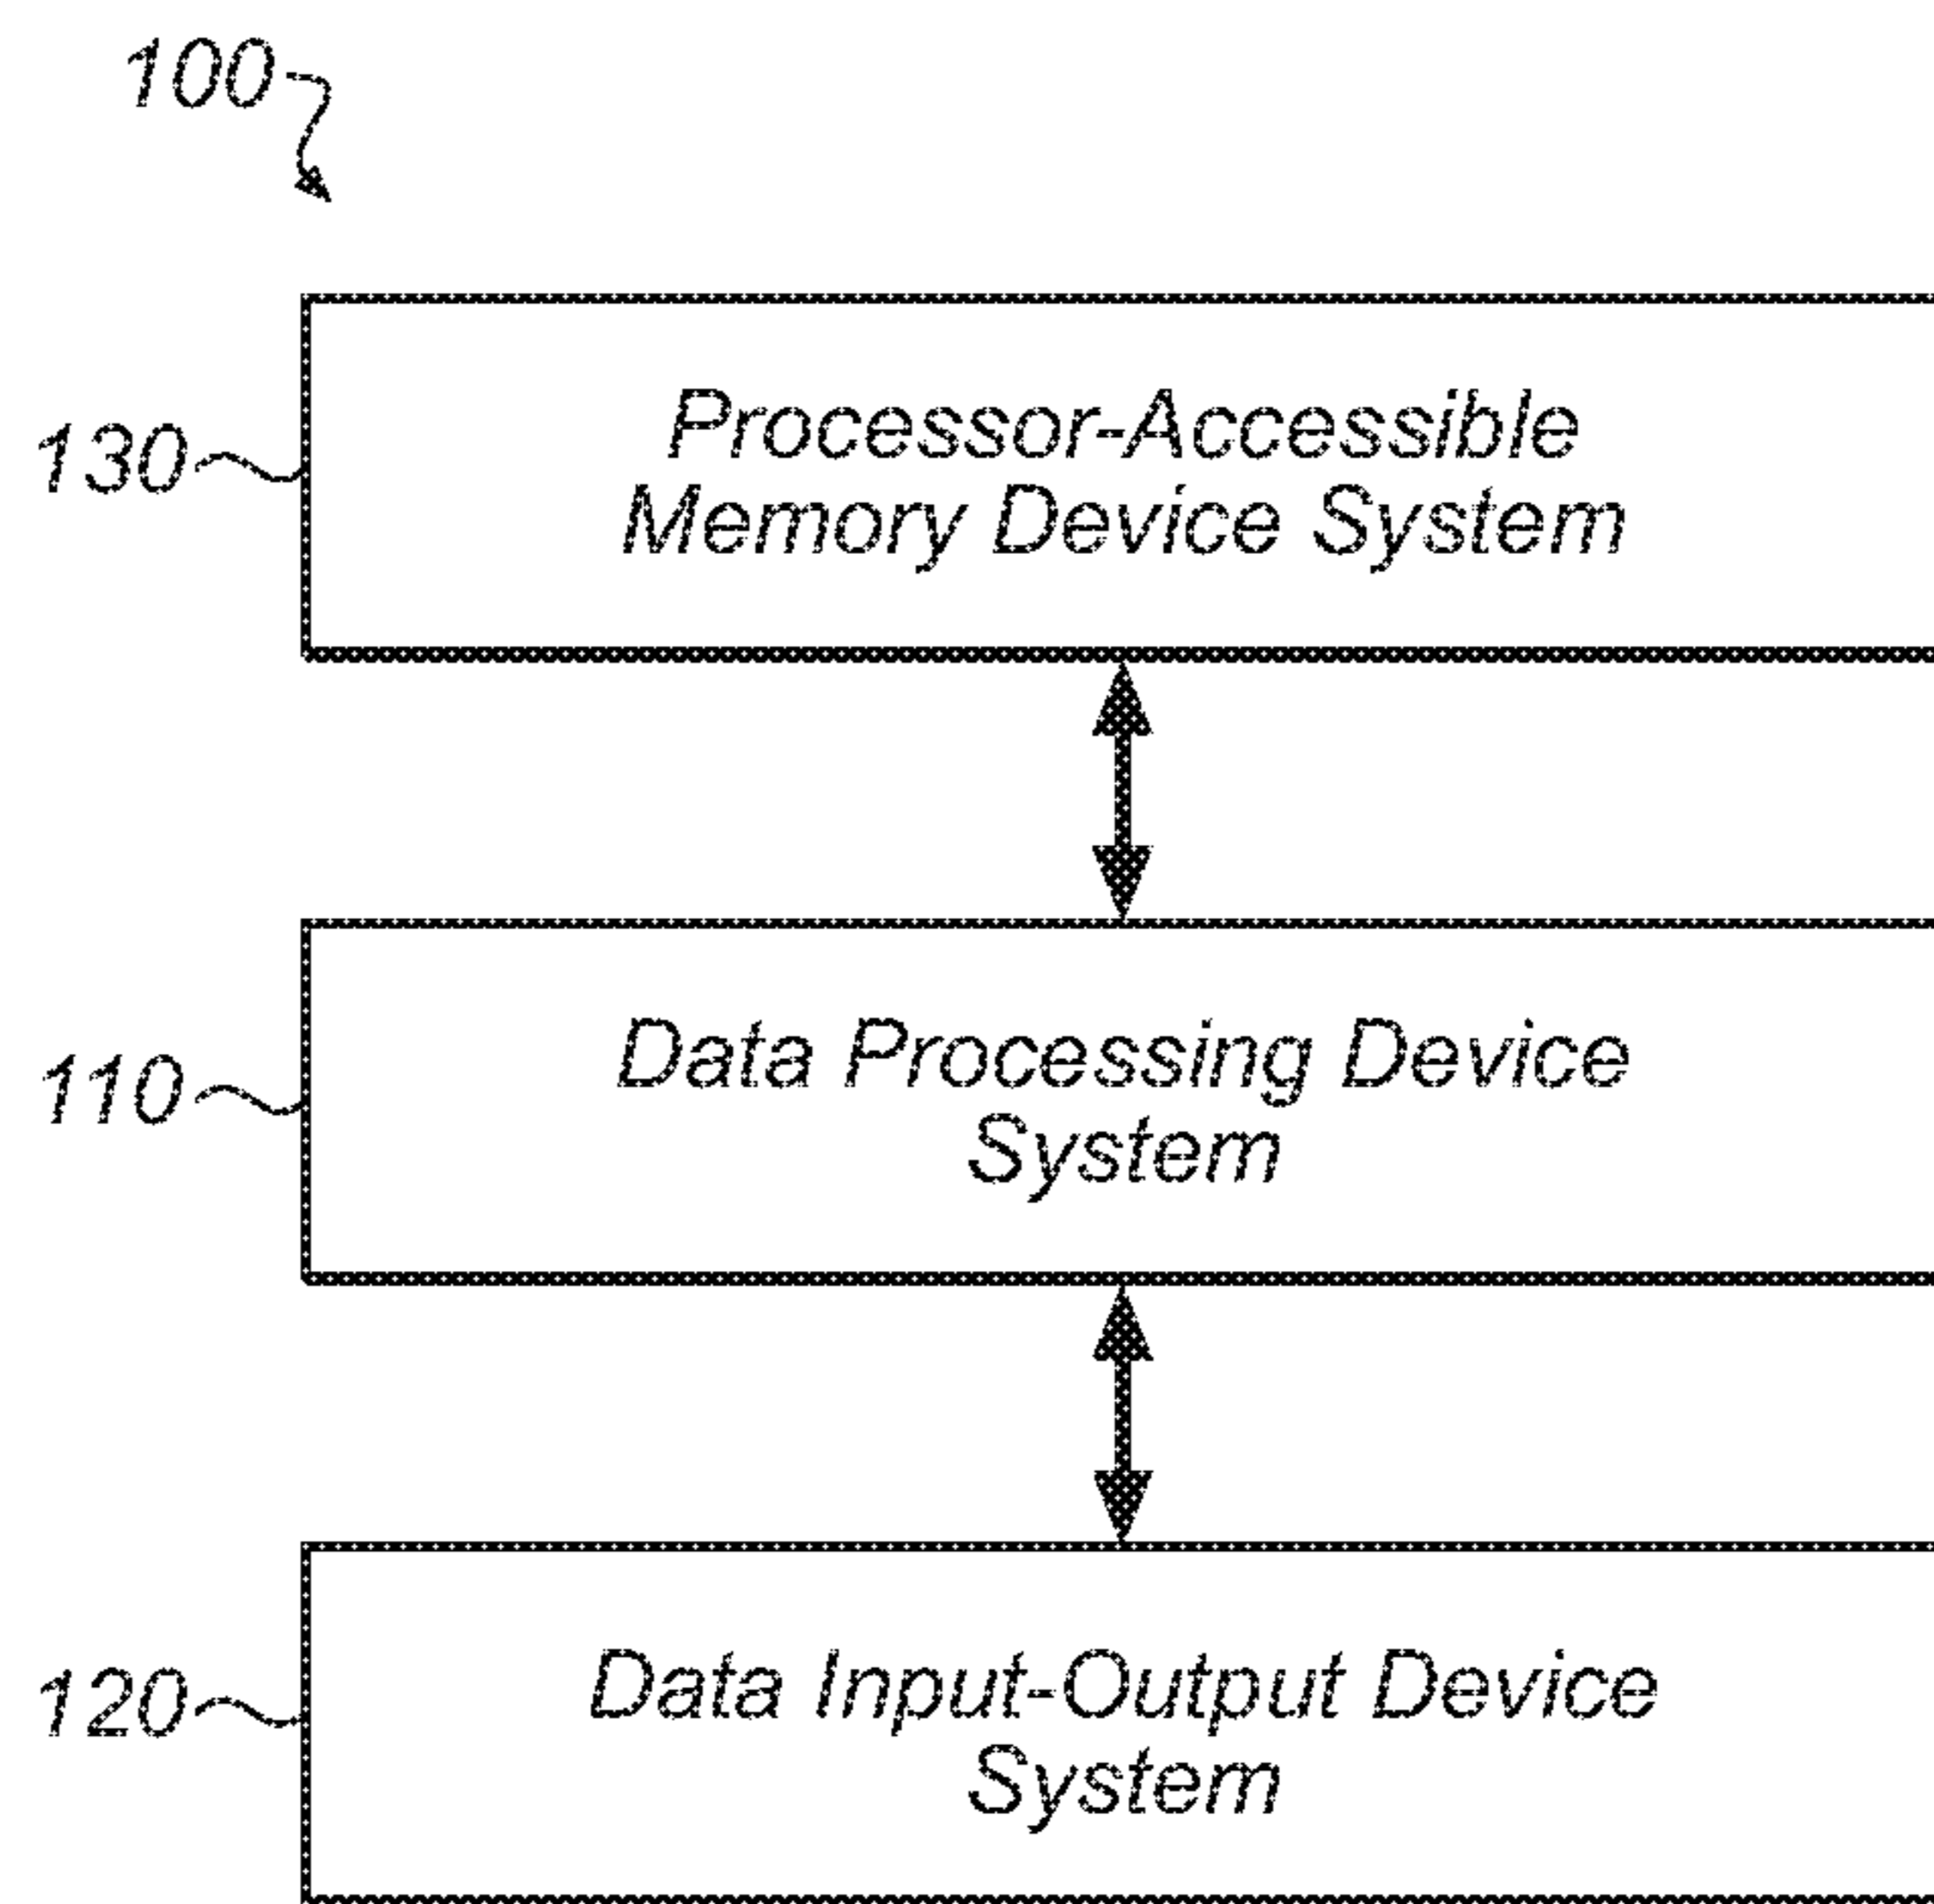 100
130
Processor-Accessible
Memory Device System
110
Data Processing Device
System
120
Data Input-Output Device
System